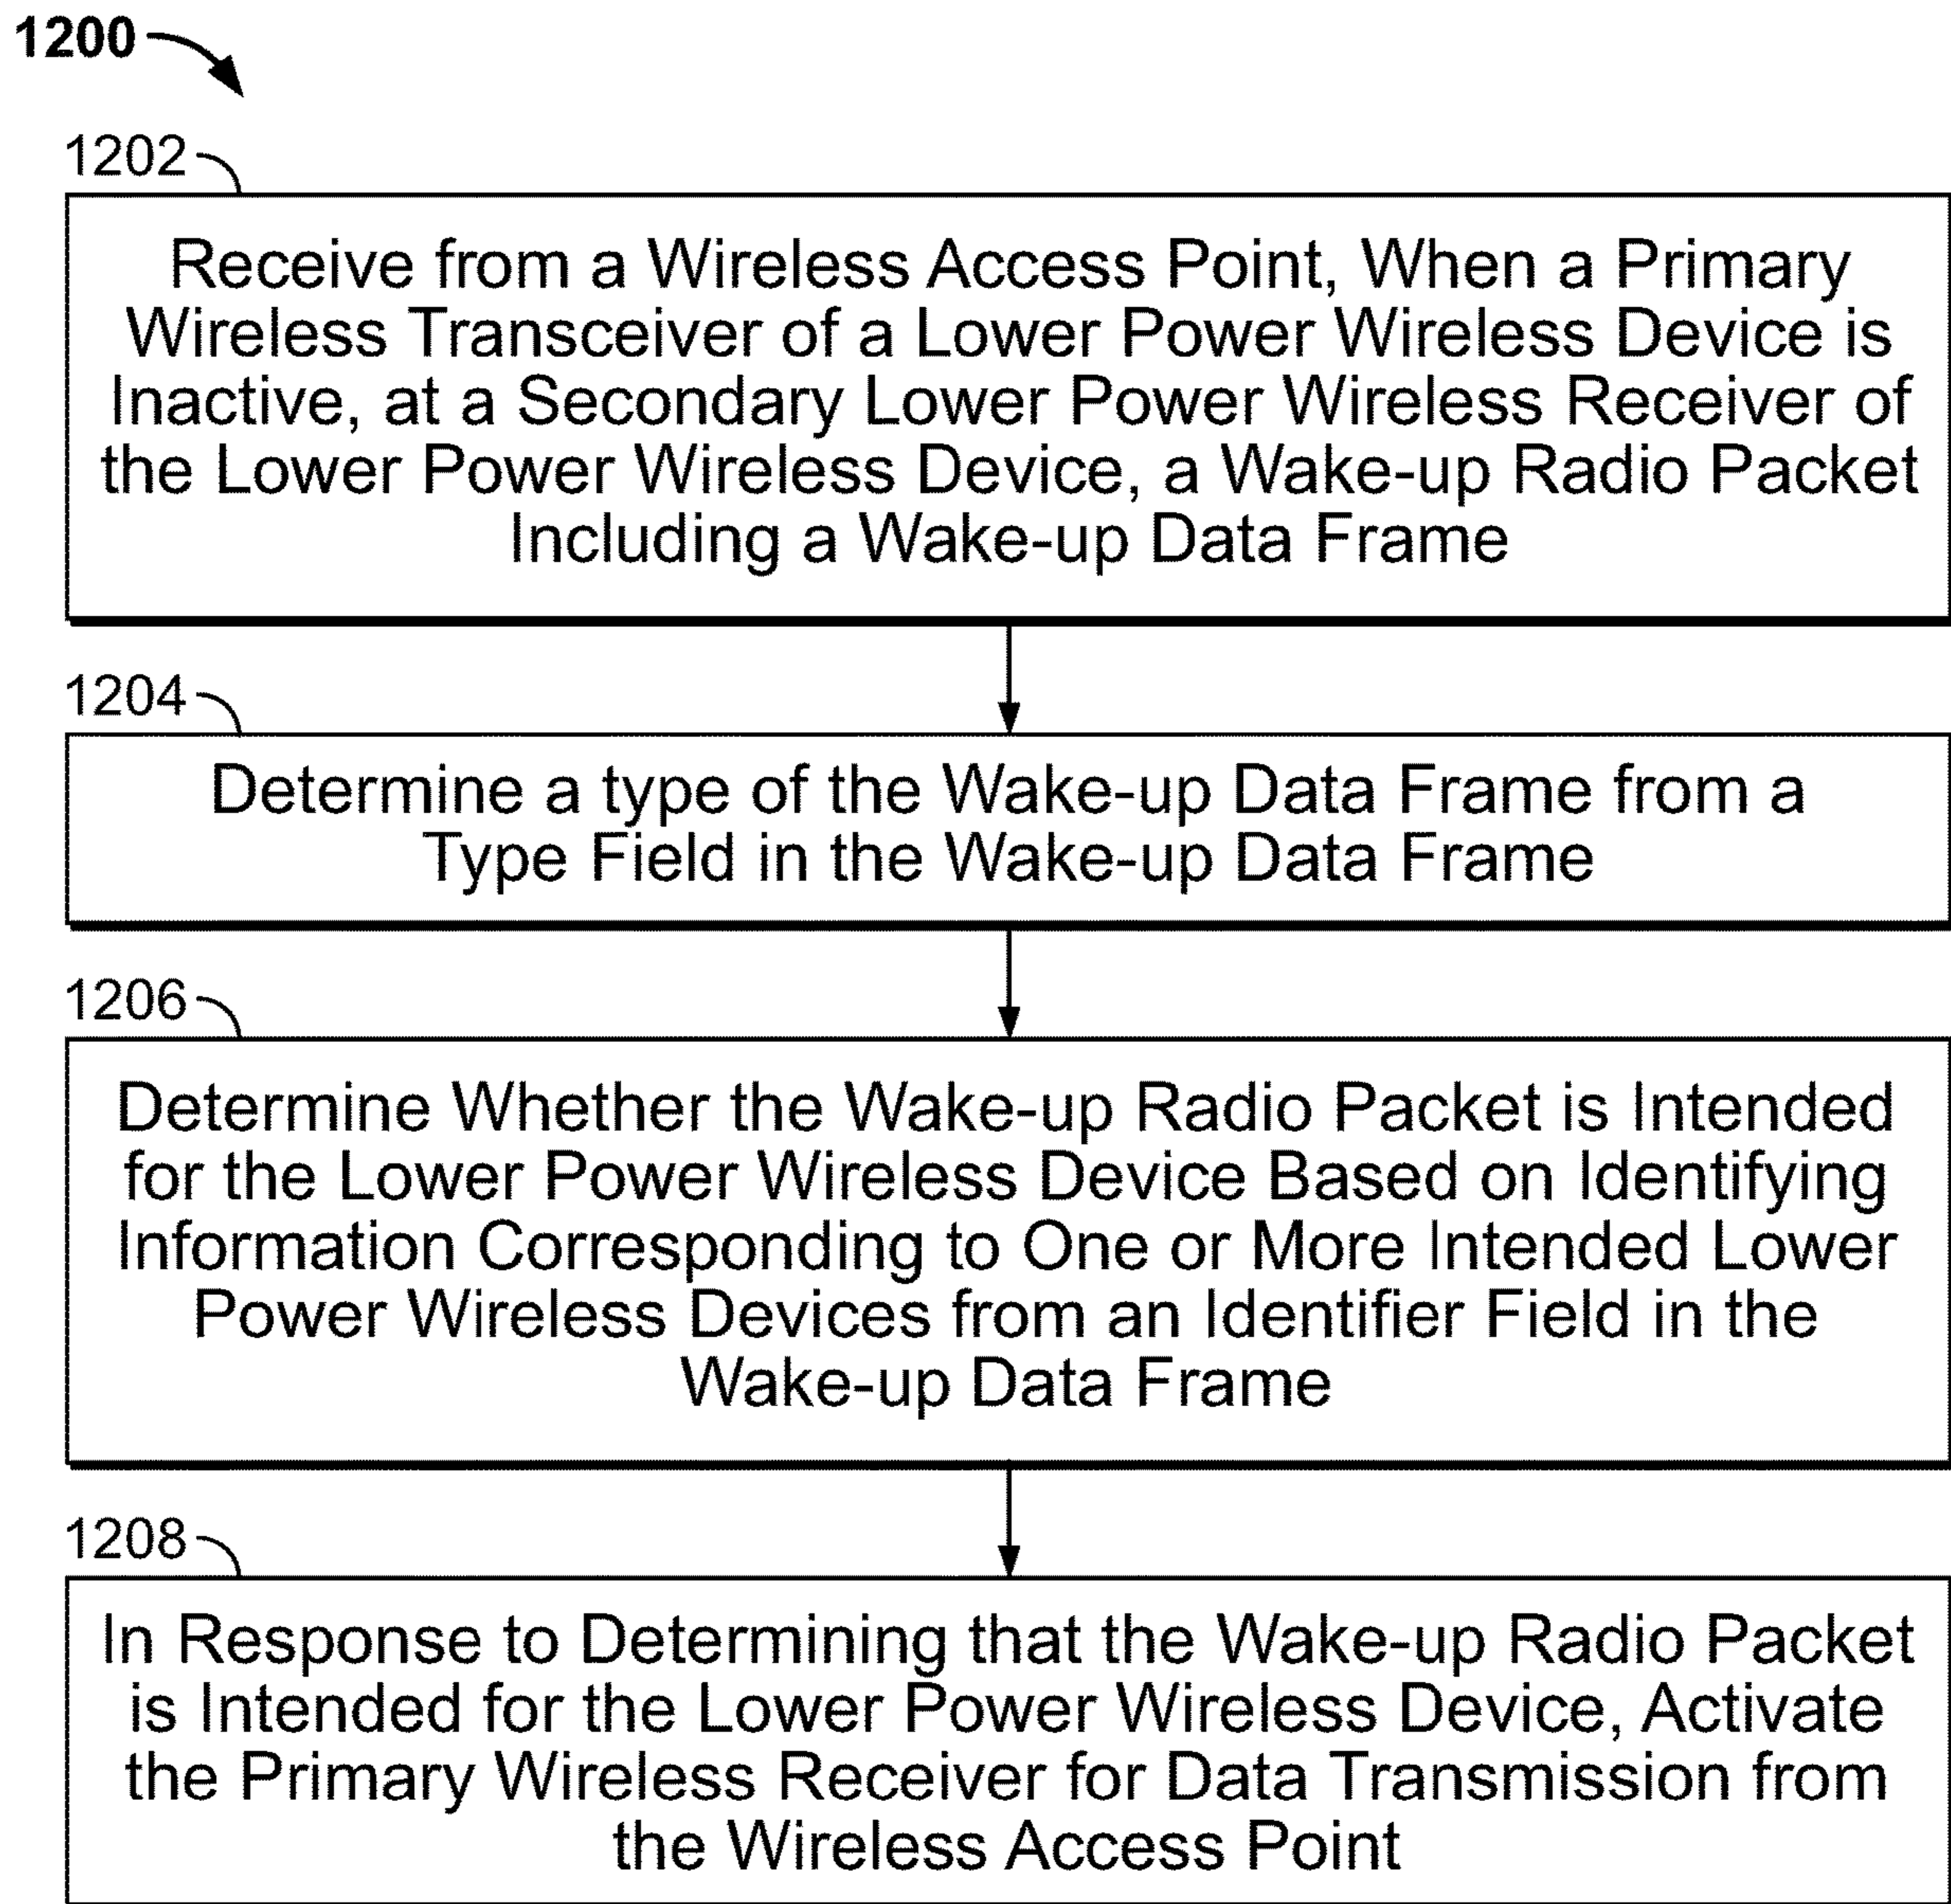 1200
1202
Receive from a Wireless Access Point, When a Primary
Wireless Transceiver of a Lower Power Wireless Device is
Inactive, at a Secondary Lower Power Wireless Receiver of
the Lower Power Wireless Device, a Wake-up Radio Packet
Including a Wake-up Data Frame
1204
Determine a type of the Wake-up Data Frame from a
Type Field in the Wake-up Data Frame
1206
Determine Whether the Wake-up Radio Packet is Intended
for the Lower Power Wireless Device Based on Identifying
Information Corresponding to One or More Intended Lower
Power Wireless Devices from an Identifier Field in the
Wake-up Data Frame
1208
In Response to Determining that the Wake-up Radio Packet
is Intended for the Lower Power Wireless Device, Activate
the Primary Wireless Receiver for Data Transmission from
the Wireless Access Point